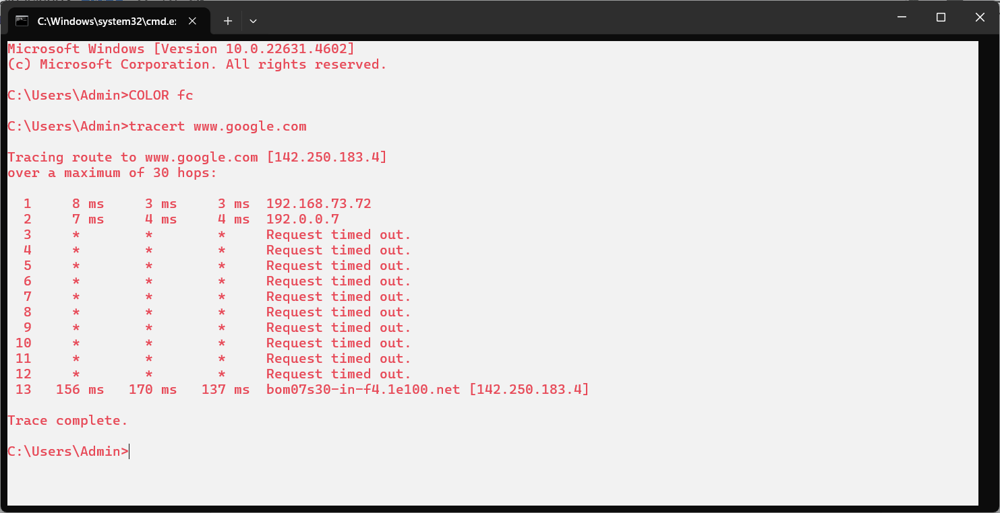 C:\Windows\system32\cmd.e
Microsoft Windows [Version 10.0.22631.4602]
(c) Microsoft Corporation. All rights reserved.
C:\Users\Admin>COLOR fc
C:\Users\Admin>tracert www.google.com
Tracing route to www.google.com [142.250.183.4]
over a maximum of 30 hops:
1 8 ms 3 ms 3 ms 192.168.73.72
2 7 ms 4 ms 4 ms 192.0.0.7
3 * * * Request timed out.
4 * * * Request timed out.
5 * * * Request timed out.
6 * * * Request timed out.
7 * * * Request timed out.
8 * * * Request timed out.
9 * * * Request timed out.
10 * * * Request timed out.
11 * * * Request timed out.
12 * * * Request timed out.
13 156 ms 170 ms 137 ms bom07s30-in-f4.1e100.net [142.250.183.4]
Trace complete.
C:\Users\Admin>